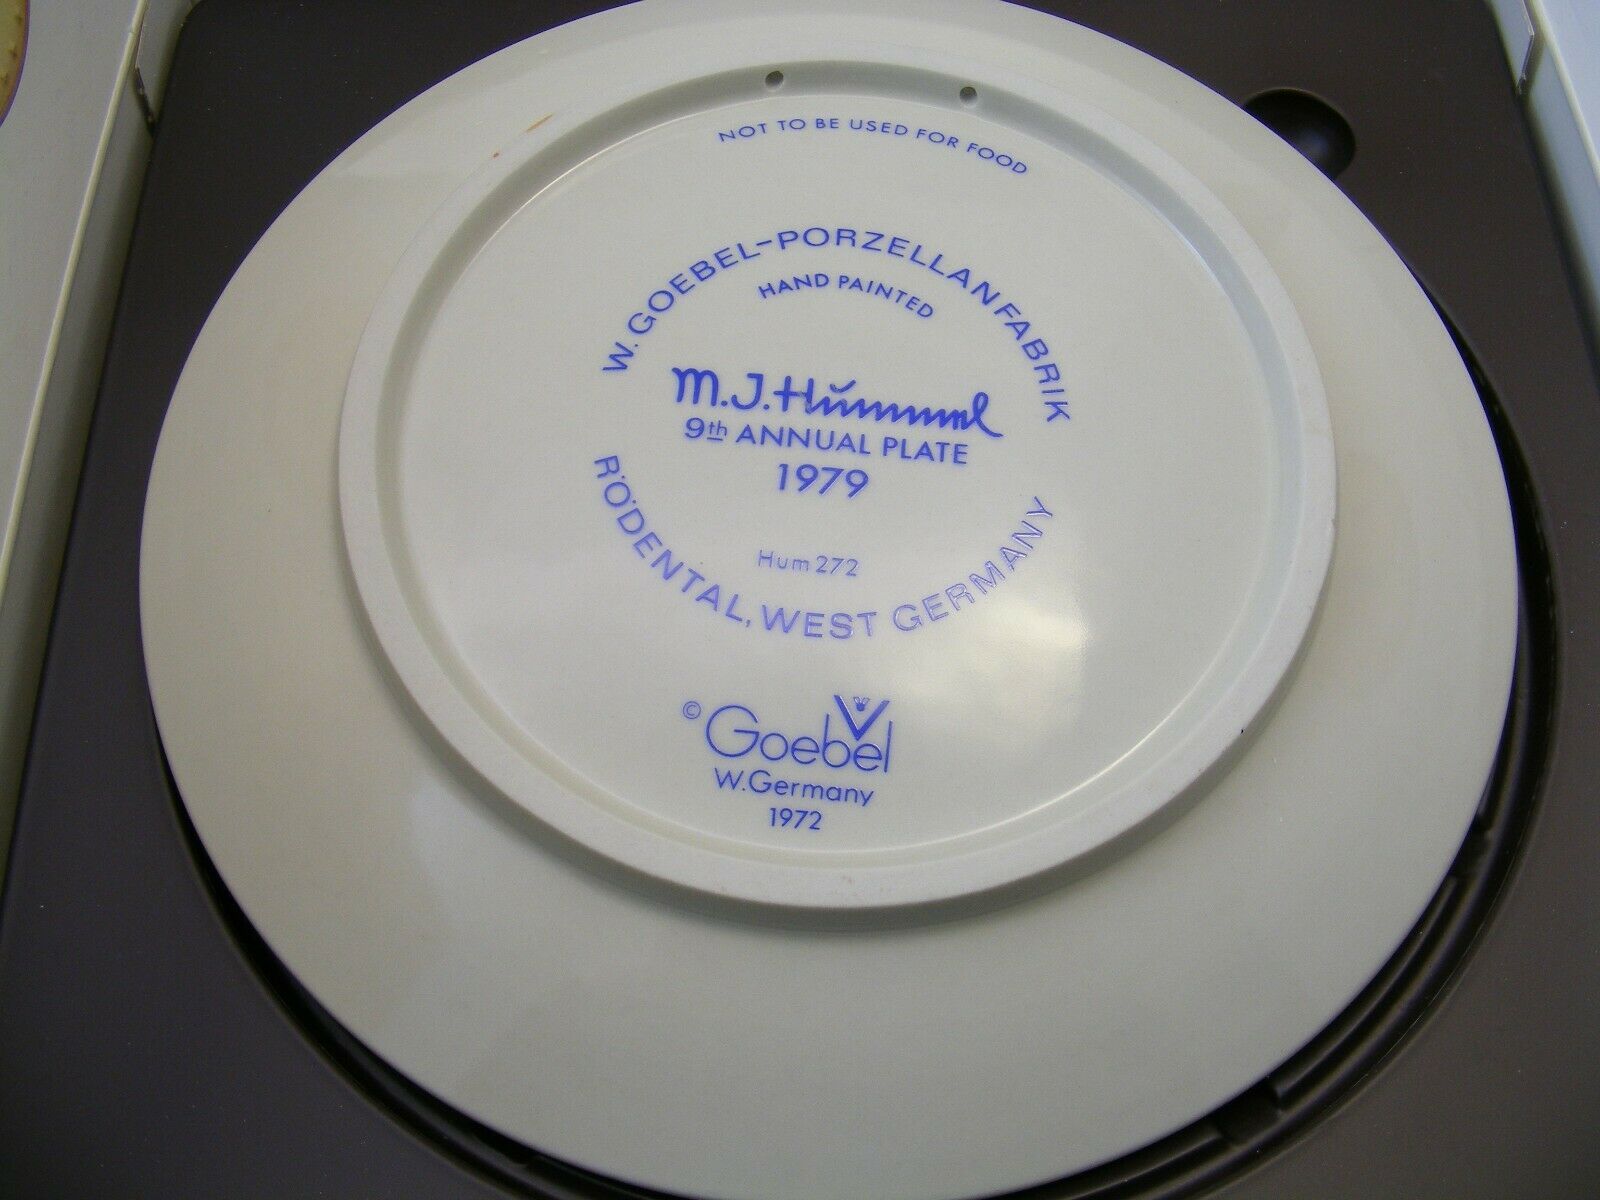 NOT TO BE USED FOR FOOD
W. GOEBEL-PORZELLANFABRIK
HAND PAINTED
M.J. Hummel
9th ANNUAL PLATE
1979
Hum 272
RÖDENTAL, WEST GERMANY
© Goebel
W. Germany
1972